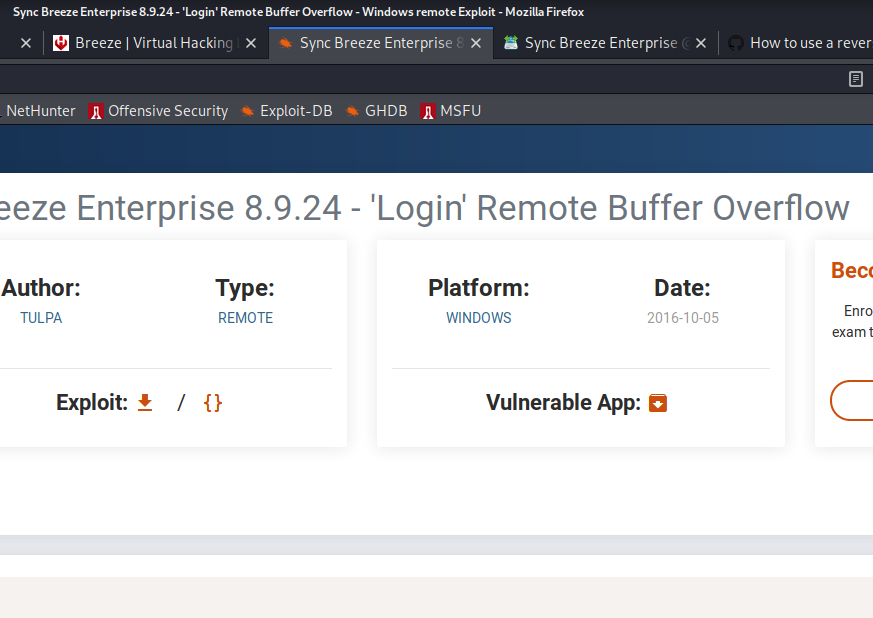 Sync Breeze Enterprise 8.9.24 - 'Login' Remote Buffer Overflow - Windows remote Exploit - Mozilla Firefox
Breeze | Virtual Hacking
Sync Breeze Enterprise 8
Sync Breeze Enterprise
How to use a rever
NetHunter
Offensive Security
Exploit-DB
GHDB
MSFU
eeze Enterprise 8.9.24 - 'Login' Remote Buffer Overflow
Author:
TULPA
Type:
REMOTE
Exploit: / {}
Platform:
WINDOWS
Date:
2016-10-05
Vulnerable App:
Beco
Enro
exam t